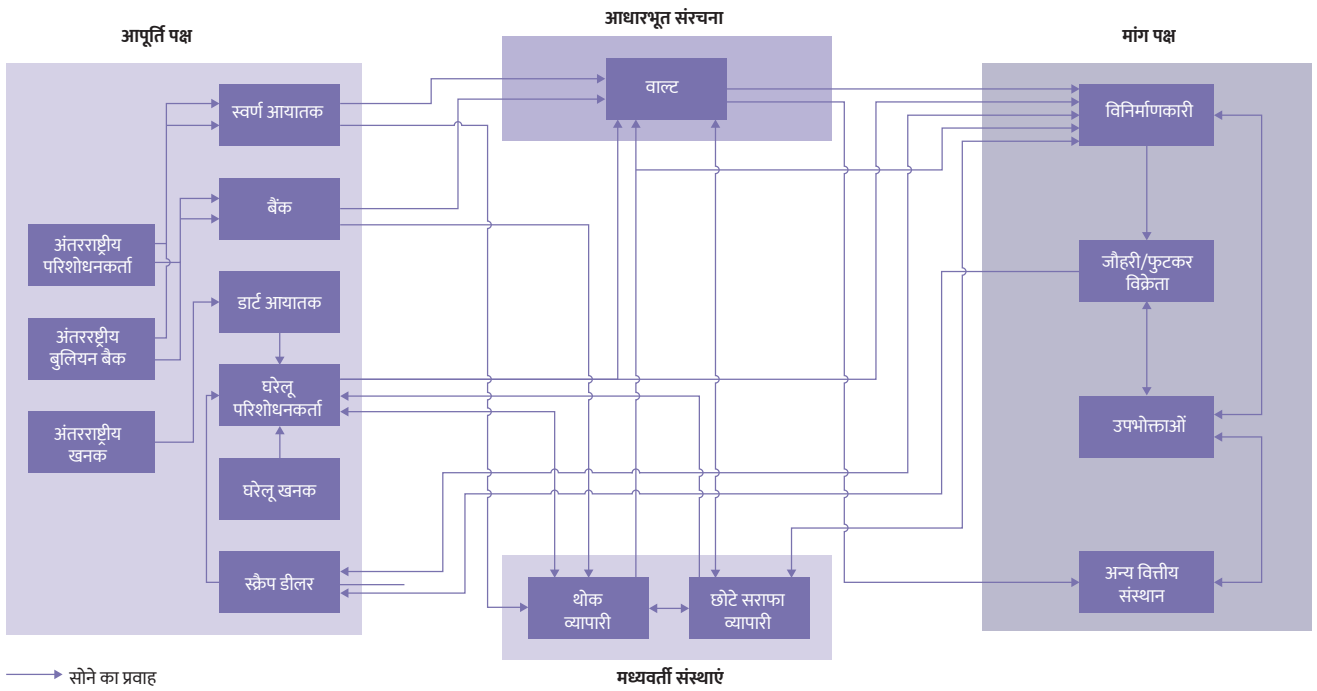 आधारभूत संरचना
आपूर्ति पक्ष
मांग पक्ष
स्वर्ण आयातक
वाल्ट
विनिर्माणकारी
बैंक
अंतरराष्ट्रीय
परिशोधनकर्ता
जौहरी/फुटकर
विक्रेता
डार्ट आयातक
अंतररष्ट्रीय
बुलियन बैक
घरेलू
परिशोधनकर्ता
अंतरराष्ट्रीय
खनक
उपभोक्ताओं
घरेलू खनक
स्क्रैप डीलर
थोक
व्यापारी
छोटे सराफा
व्यापारी
अन्य वित्तीय
संस्थान
सोने का प्रवाह
मध्यवर्ती संस्थाएं